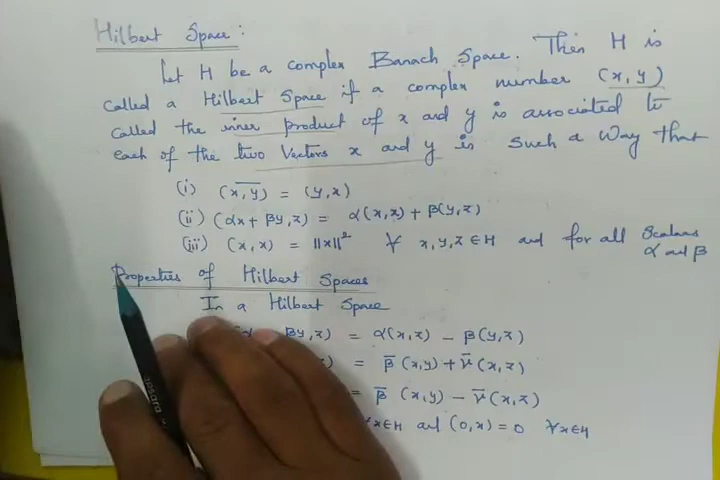 Hilbert Space:
Let H be a complex Banach Space. Then H is
called a Hilbert Space if a complex number (x, y)
called the inner product of x and y is associated to
each of the two Vectors x and y in such a way that
(i) \overline{(x, y)} = (y, x)
(ii) (αx + βy, z) = α(x, z) + β(y, z)
(iii) (x, x) = ||x||² ∀ x, y, z ∈ H and for all Scalars
α and β
Properties of Hilbert Spaces
In a Hilbert Space
βy, z) = α(x, z) - β(y, z)
) = β̄ (x, y) + γ̄ (x, z)
= β̄ (x, y) - γ̄ (x, z)
∀x∈H and (0, x) = 0 ∀x∈H